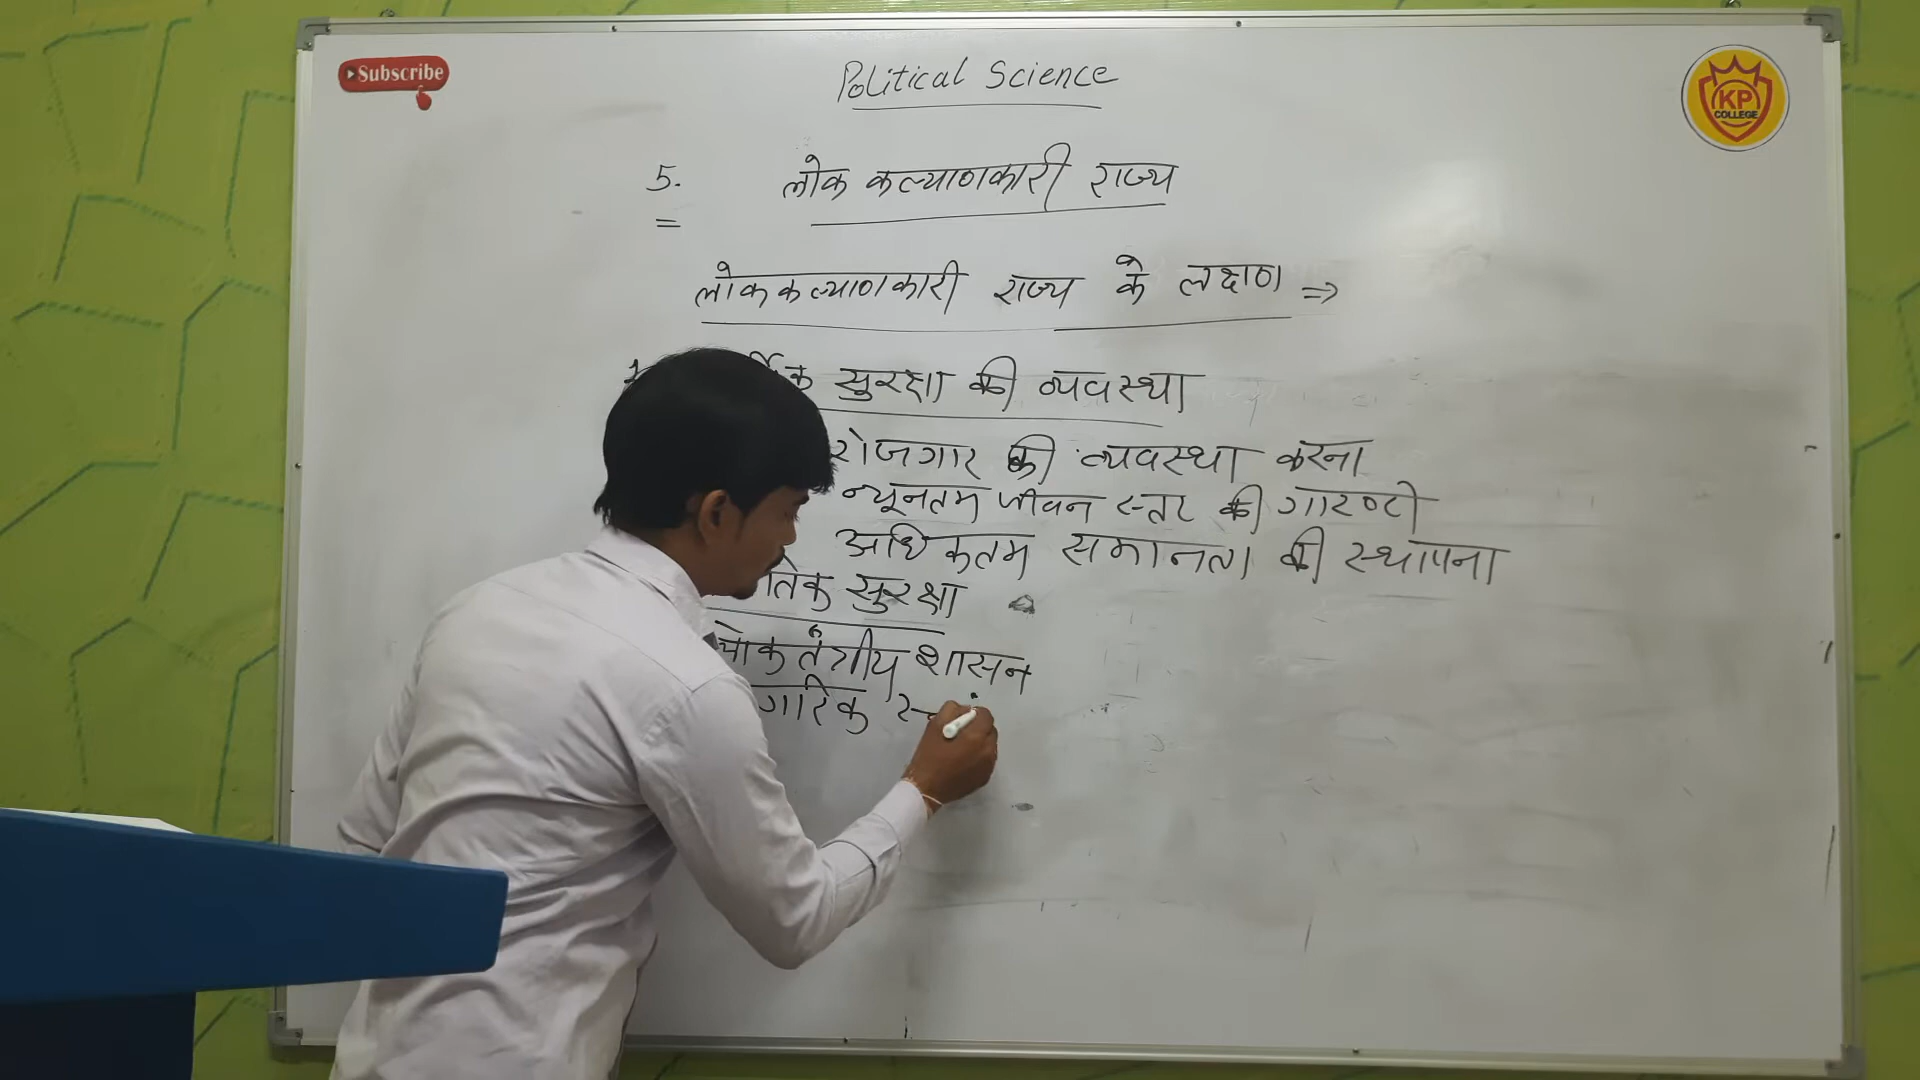 Subscribe
Political Science
KP COLLEGE
5. लोक कल्याणकारी राज्य
लोककल्याणकारी राज्य के लक्षण ⇒
सुरक्षा की व्यवस्था
रोजगार की व्यवस्था करना
न्यूनतम जीवन स्तर की गारण्टी
अधिकतम समानता की स्थापना
सुरक्षा
लोकतंत्रीय शासन